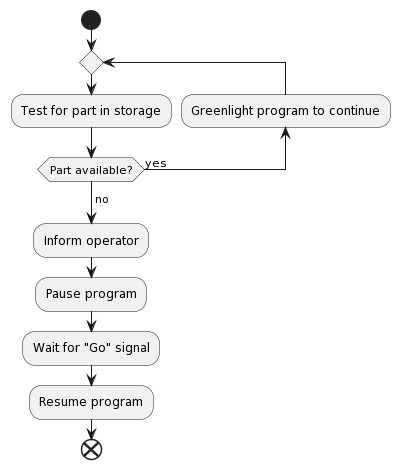 Test for part in storage
Greenlight program to continue
Part available?
yes
no
Inform operator
Pause program
Wait for "Go" signal
Resume program